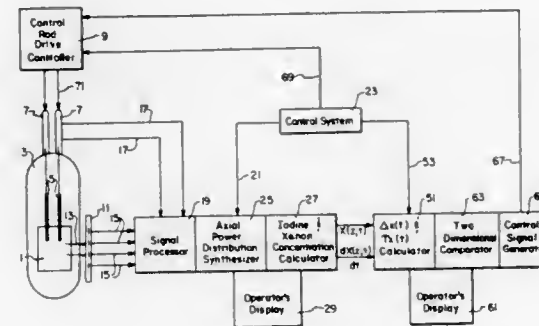 Control
Rod
Drive
Controller
9
71
7
7
17
17
69
23
Control System
67
3
5
11
19
21
25
27
53
51
63
13
15
15
1
Signal
Processor
Axial
Power
Distribution
Synthesizer
Iodine
Xenon
Concentration
Calculator
X(z,t)
dX(z,t)
dt
Δx(t)
Tx(t)
Calculator
Two
Dimensional
Comparator
Control
Signal
Generator
Operator's
Display
29
Operator's
Display
61